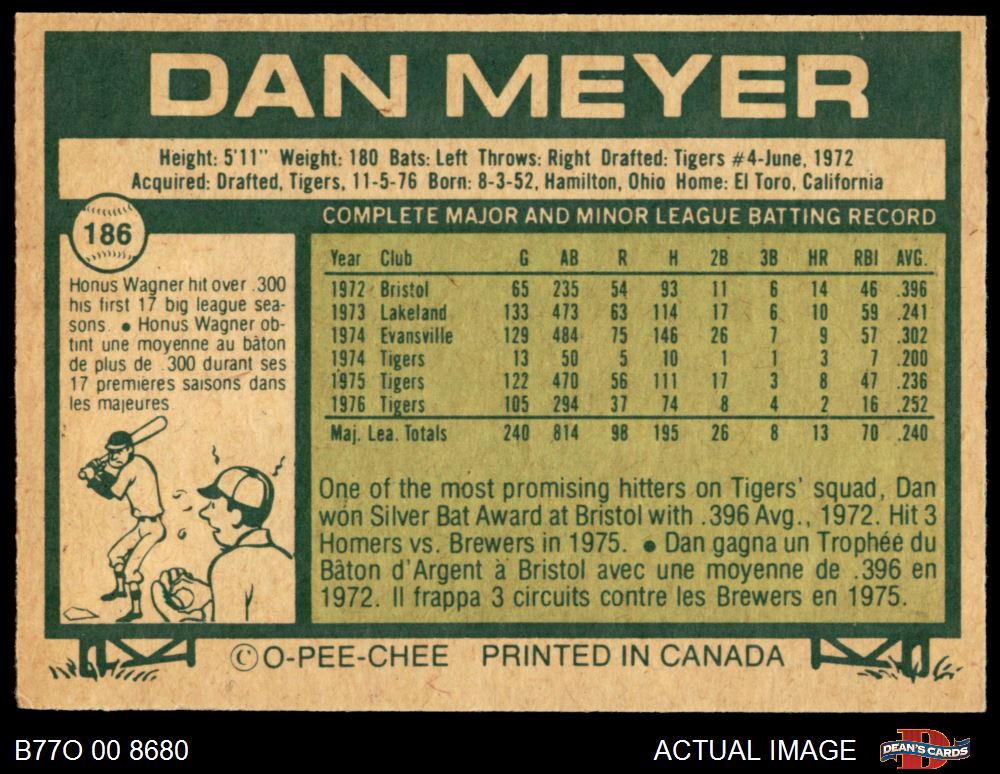 DAN MEYER
Height: 5'11" Weight: 180 Bats: Left Throws: Right Drafted: Tigers #4-June, 1972
Acquired: Drafted, Tigers, 11-5-76 Born: 8-3-52, Hamilton, Ohio Home: El Toro, California
186
Honus Wagner hit over .300
his first 17 big league sea-
sons. ● Honus Wagner ob-
tint une moyenne au bâton
de plus de .300 durant ses
17 premières saisons dans
les majeures
COMPLETE MAJOR AND MINOR LEAGUE BATTING RECORD
Year Club G AB R H 2B 3B HR RBI AVG.
1972 Bristol 65 235 54 93 11 6 14 46 .396
1973 Lakeland 133 473 63 114 17 6 10 59 .241
1974 Evansville 129 484 75 146 26 7 9 57 .302
1974 Tigers 13 50 5 10 1 1 3 7 .200
1975 Tigers 122 470 56 111 17 3 8 47 .236
1976 Tigers 105 294 37 74 8 4 2 16 .252
Maj. Lea. Totals 240 814 98 195 26 8 13 70 .240
One of the most promising hitters on Tigers' squad, Dan
won Silver Bat Award at Bristol with .396 Avg., 1972. Hit 3
Homers vs. Brewers in 1975. ● Dan gagna un Trophée du
Bâton d'Argent à Bristol avec une moyenne de .396 en
1972. Il frappa 3 circuits contre les Brewers en 1975.
© O-PEE-CHEE PRINTED IN CANADA
B77O 00 8680
ACTUAL IMAGE
DEAN'S CARDS